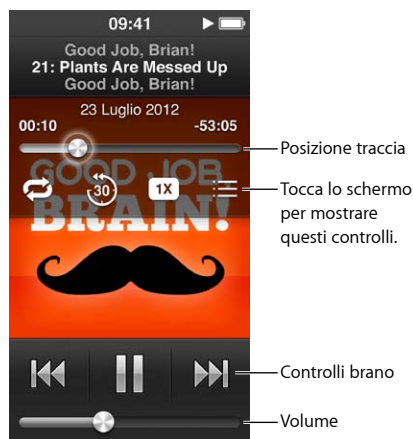 09:41
Good Job, Brian!
21: Plants Are Messed Up
Good Job, Brian!
23 Luglio 2012
00:10
-53:05
Posizione traccia
30
1X
Tocca lo schermo
per mostrare
questi controlli.
GOOD JOB
BRAIN!
Controlli brano
Volume